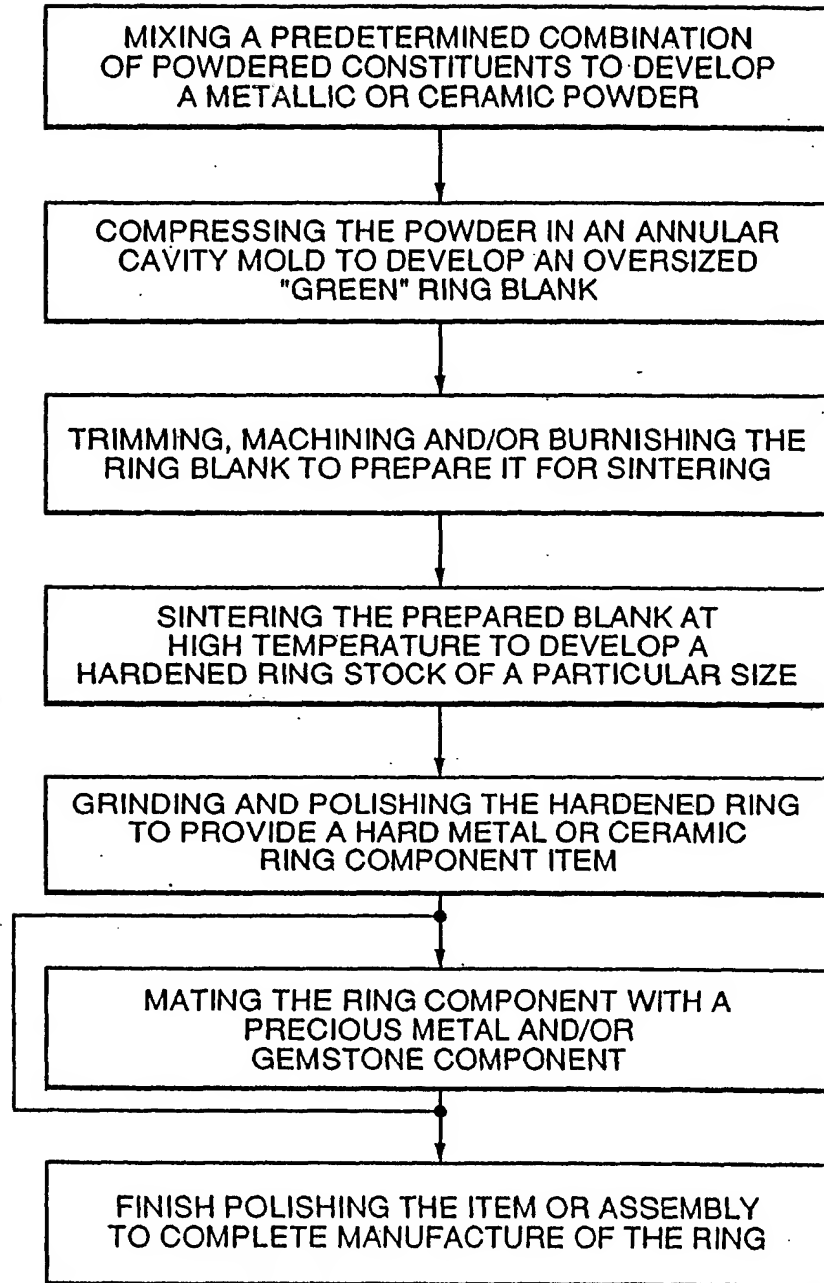 MIXING A PREDETERMINED COMBINATION
OF POWDERED CONSTITUENTS TO DEVELOP
A METALLIC OR CERAMIC POWDER
COMPRESSING THE POWDER IN AN ANNULAR
CAVITY MOLD TO DEVELOP AN OVERSIZED
"GREEN" RING BLANK
TRIMMING, MACHINING AND/OR BURNISHING THE
RING BLANK TO PREPARE IT FOR SINTERING
SINTERING THE PREPARED BLANK AT
HIGH TEMPERATURE TO DEVELOP A
HARDENED RING STOCK OF A PARTICULAR SIZE
GRINDING AND POLISHING THE HARDENED RING
TO PROVIDE A HARD METAL OR CERAMIC
RING COMPONENT ITEM
MATING THE RING COMPONENT WITH A
PRECIOUS METAL AND/OR
GEMSTONE COMPONENT
FINISH POLISHING THE ITEM OR ASSEMBLY
TO COMPLETE MANUFACTURE OF THE RING